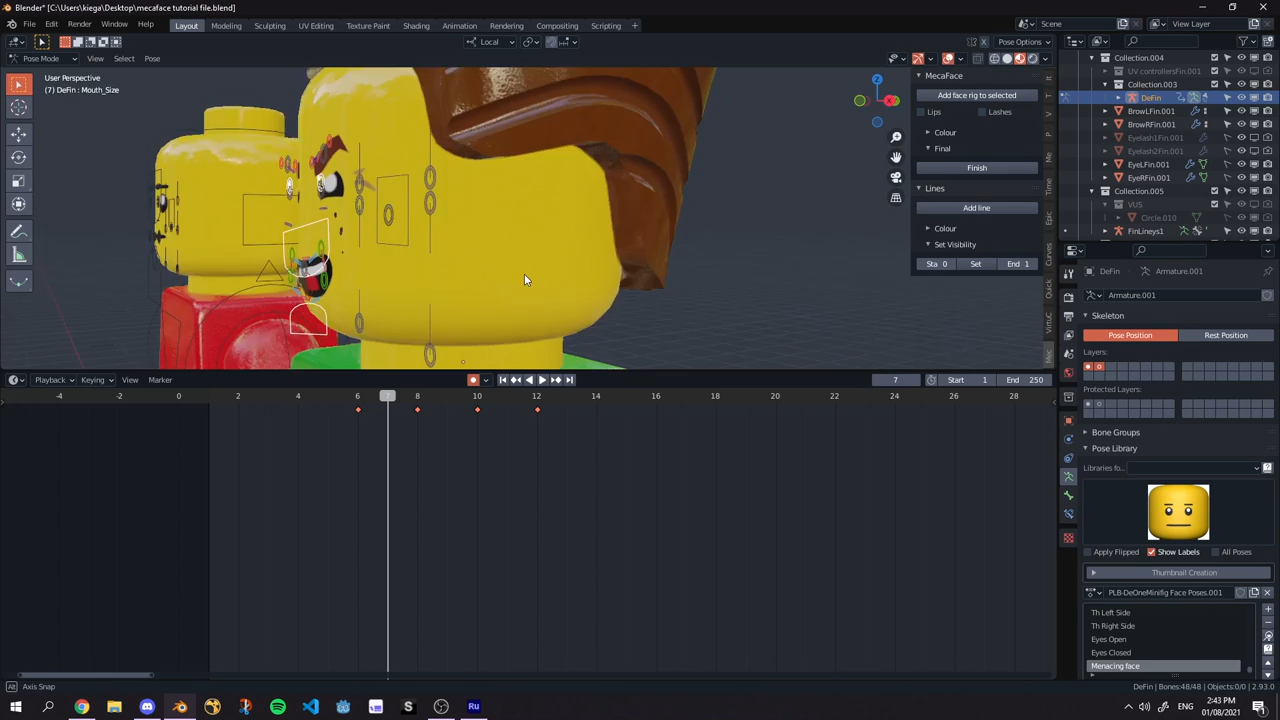 Blender* [C:\Users\kiega\Desktop\mecaface tutorial file.blend]
File Edit Render Window Help Layout Modeling Sculpting UV Editing Texture Paint Shading Animation Rendering Compositing Scripting + Scene View Layer
Local Pose Options
Pose Mode View Select Pose
User Perspective
(7) DeFin : Mouth_Size
MecaFace
Add face rig to selected
Lips Lashes
Colour
Final
Finish
Lines
Add line
Colour
Set Visibility
Sta 0 Set End 1
It
T
P
V
Me
Time
Epic
Curves
Quick
VirtuC
Collection.004
UV controllersFin.001
Collection.003
DeFin
BrowLFin.001
BrowRFin.001
Eyelash1Fin.001
Eyelash2Fin.001
EyeLFin.001
EyeRFin.001
Collection.005
VUS
Circle.010
FinLineys1
DeFin Armature.001
Armature.001
Skeleton
Pose Position Rest Position
Layers:
Protected Layers:
Bone Groups
Pose Library
Libraries fo..
Apply Flipped Show Labels All Poses
Thumbnail Creation
PLB-DeOneMinifig Face Poses.001
Th Left Side
Th Right Side
Eyes Open
Eyes Closed
Menacing face
Playback Keying View Marker 7 Start 1 End 250
-4 -2 0 2 4 6 7 8 10 12 14 16 18 20 22 24 26 28
Axis Snap DeFin | Bones:48/48 | Objects:0/0 | 2.93.0
S Ru ENG 2:43 PM
01/08/2021